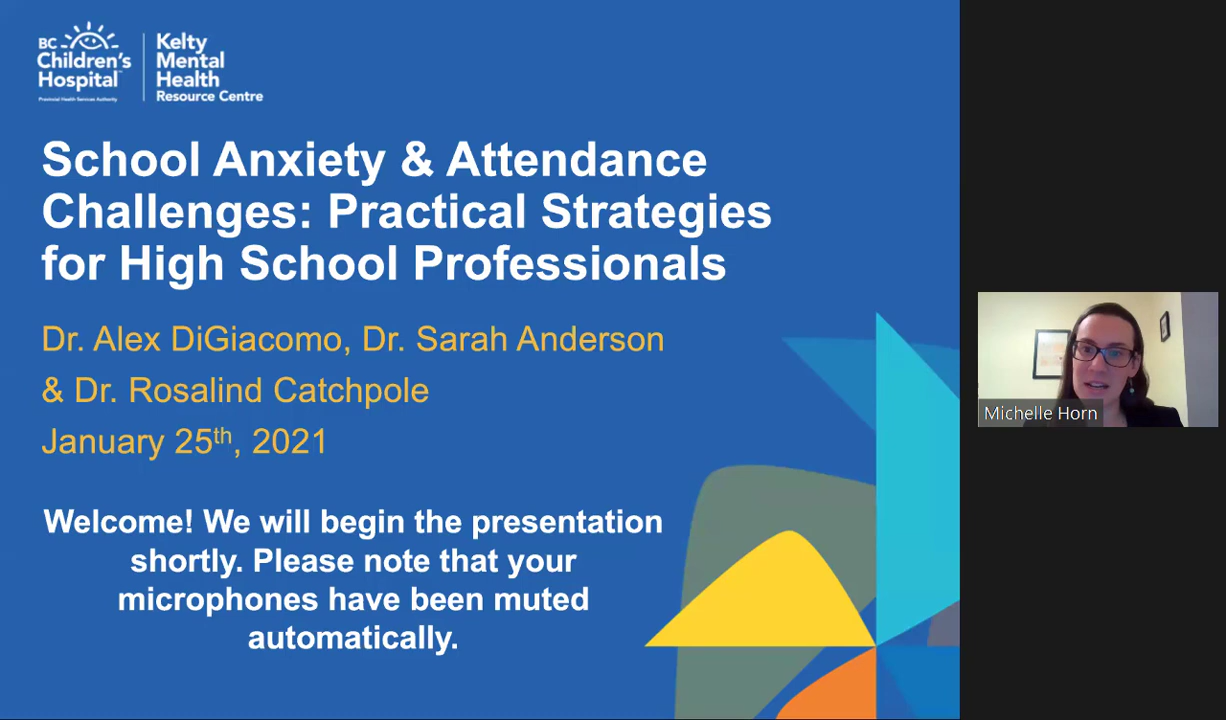 BC
Children's
Hospital
Provincial Health Services Authority
Kelty
Mental
Health
Resource Centre
School Anxiety & Attendance
Challenges: Practical Strategies
for High School Professionals
Dr. Alex DiGiacomo, Dr. Sarah Anderson
& Dr. Rosalind Catchpole
January 25th, 2021
Welcome! We will begin the presentation
shortly. Please note that your
microphones have been muted
automatically.
Michelle Horn